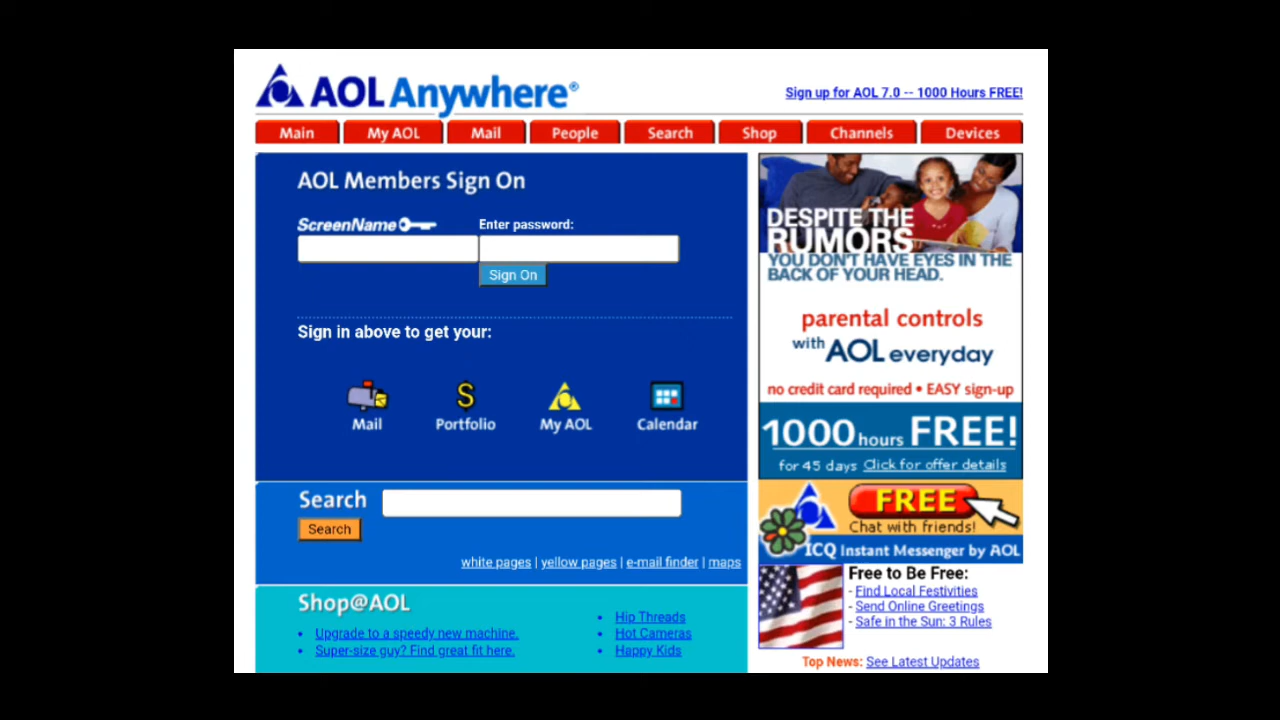 AOL Anywhere®
Sign up for AOL 7.0 -- 1000 Hours FREE!
Main My AOL Mail People Search Shop Channels Devices
AOL Members Sign On
ScreenName
Enter password:
Sign On
Sign in above to get your:
Mail Portfolio My AOL Calendar
Search
Search
white pages | yellow pages | e-mail finder | maps
Shop@AOL
• Upgrade to a speedy new machine.
• Super-size guy? Find great fit here.
• Hip Threads
• Hot Cameras
• Happy Kids
DESPITE THE
RUMORS
YOU DON'T HAVE EYES IN THE
BACK OF YOUR HEAD.
parental controls
with AOL everyday
no credit card required • EASY sign-up
1000 hours FREE!
for 45 days Click for offer details
FREE
Chat with friends!
ICQ Instant Messenger by AOL
Free to Be Free:
- Find Local Festivities
- Send Online Greetings
- Safe in the Sun: 3 Rules
Top News: See Latest Updates